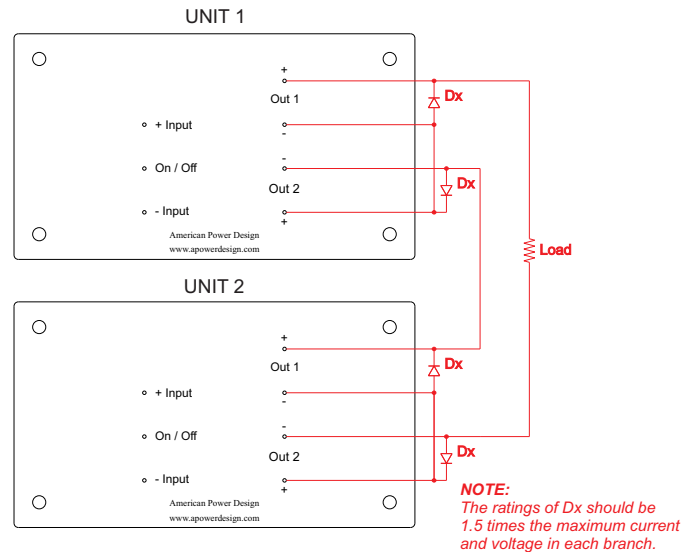 UNIT 1
+
Out 1
Dx
+ Input
-
On / Off
-
Out 2
Dx
- Input
+
American Power Design
www.apowerdesign.com
Load
UNIT 2
+
Out 1
Dx
+ Input
-
On / Off
-
Out 2
Dx
- Input
+
American Power Design
www.apowerdesign.com
NOTE:
The ratings of Dx should be
1.5 times the maximum current
and voltage in each branch.